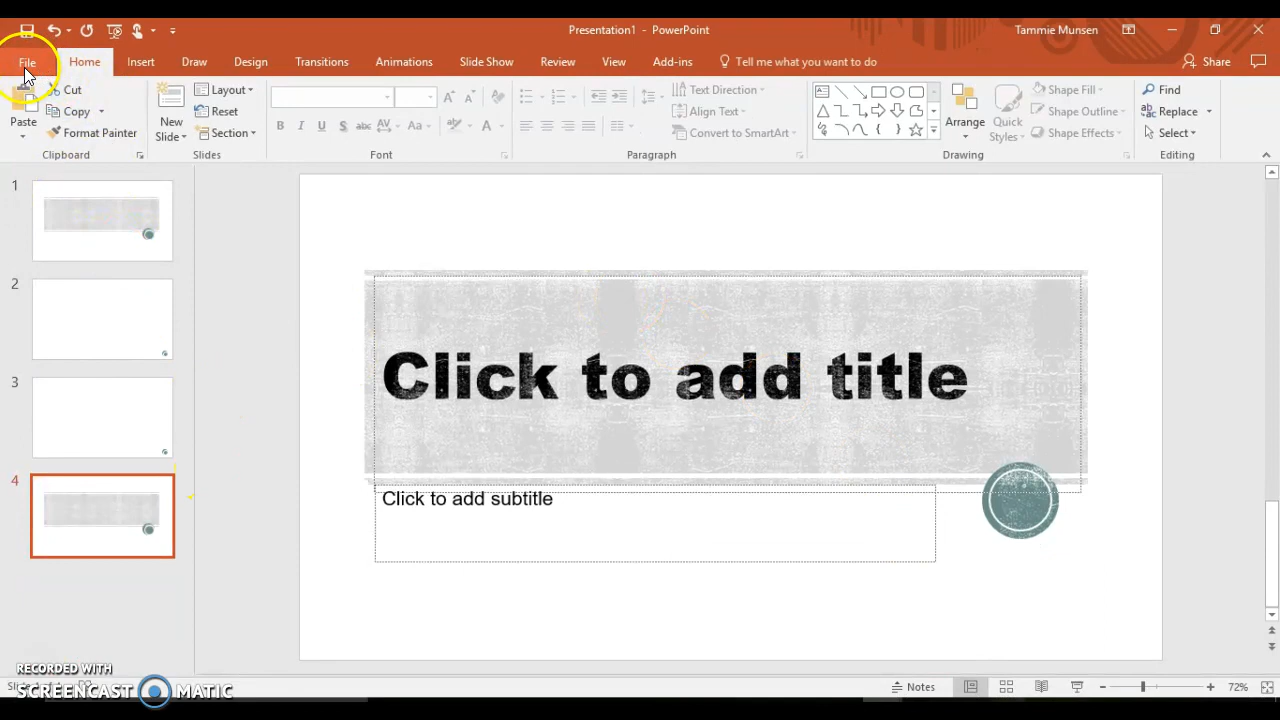 Presentation1 - PowerPoint
Tammie Munsen
File Home Insert Draw Design Transitions Animations Slide Show Review View Add-ins Tell me what you want to do Share
Paste
Cut
Copy
Format Painter
Clipboard
New
Slide
Layout
Reset
Section
Slides
B I U S abc AV Aa A
Font
Text Direction
Align Text
Convert to SmartArt
Paragraph
Arrange
Quick
Styles
Shape Fill
Shape Outline
Shape Effects
Drawing
Find
Replace
Select
Editing
1
2
3
4
Click to add title
Click to add subtitle
RECORDED WITH
SCREENCAST MATIC
Notes
72%